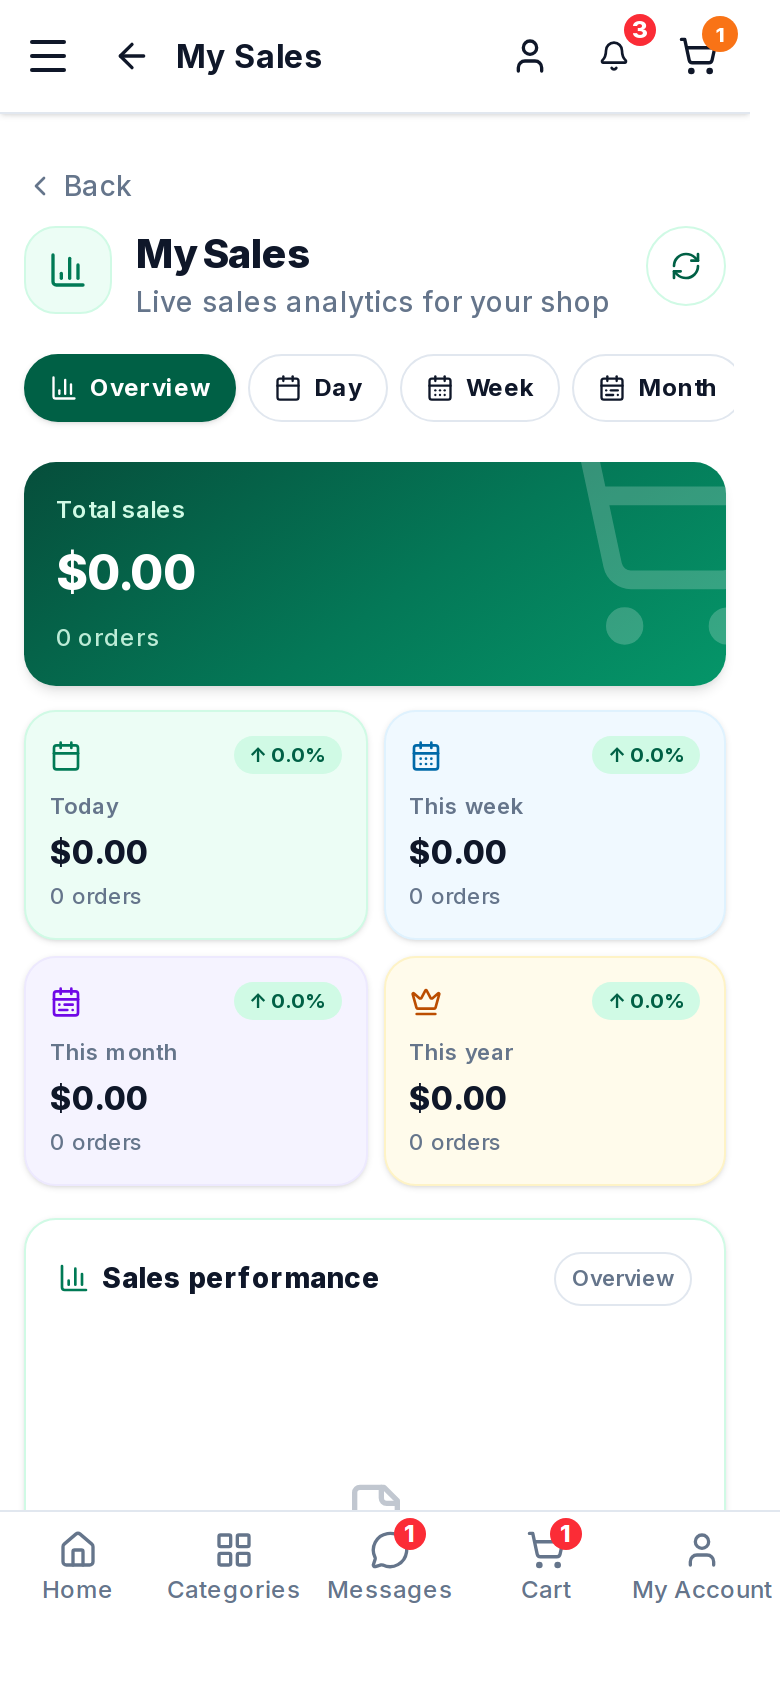 My Sales
3
1
Back
My Sales
Live sales analytics for your shop
Overview
Day
Week
Month
Total sales
$0.00
0 orders
↑ 0.0%
Today
$0.00
0 orders
↑ 0.0%
This week
$0.00
0 orders
↑ 0.0%
This month
$0.00
0 orders
↑ 0.0%
This year
$0.00
0 orders
Sales performance
Overview
Home
Categories
1
Messages
1
Cart
My Account